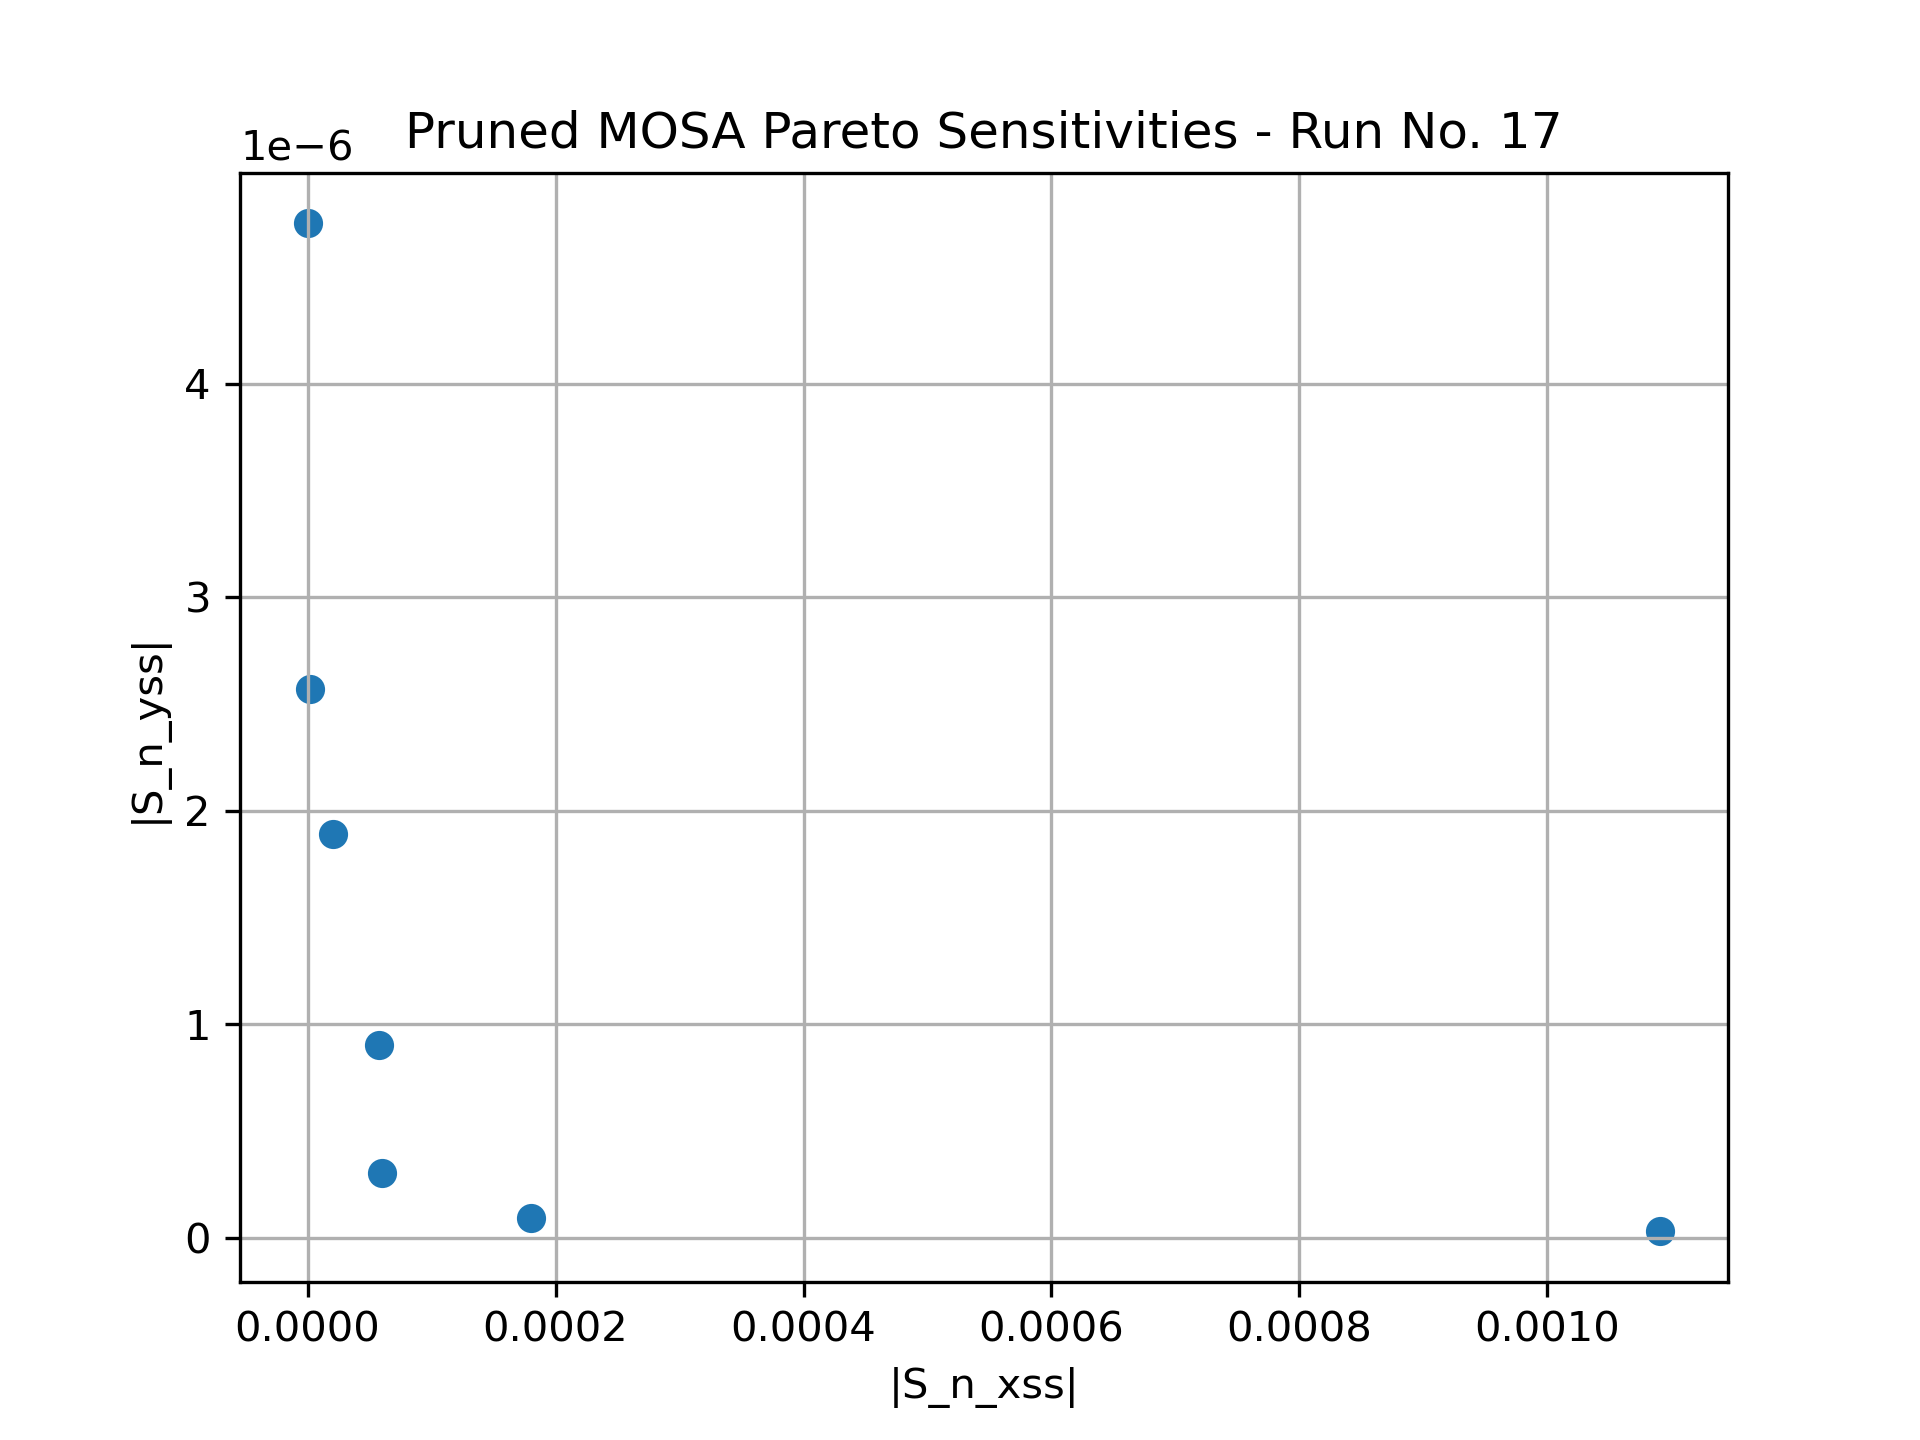 Pruned MOSA Pareto Sensitivities - Run No. 17
1e−6
4
3
2
1
0
|S_n_yss|
0.0000 0.0002 0.0004 0.0006 0.0008 0.0010
|S_n_xss|